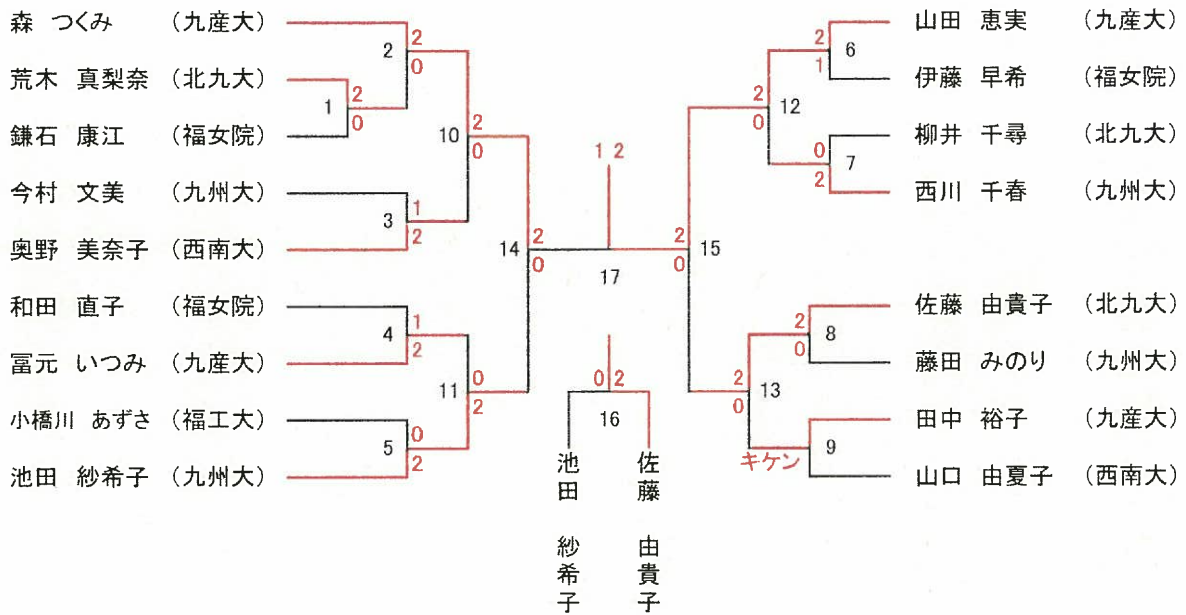 森 つくみ (九産大)
荒木 真梨奈 (北九大)
鎌石 康江 (福女院)
今村 文美 (九州大)
奥野 美奈子 (西南大)
和田 直子 (福女院)
冨元 いつみ (九産大)
小橋川 あずさ (福工大)
池田 紗希子 (九州大)
1
2
0
2
2
0
3
1
2
4
1
2
5
0
2
10
2
0
11
0
2
14
2
0
1 2
17
0 2
16
池田 紗希子
佐藤 由貴子
2
0
15
2
0
12
2
0
13
キケン
2
1
6
0
2
7
2
0
8
9
山田 恵実 (九産大)
伊藤 早希 (福女院)
柳井 千尋 (北九大)
西川 千春 (九州大)
佐藤 由貴子 (北九大)
藤田 みのり (九州大)
田中 裕子 (九産大)
山口 由夏子 (西南大)